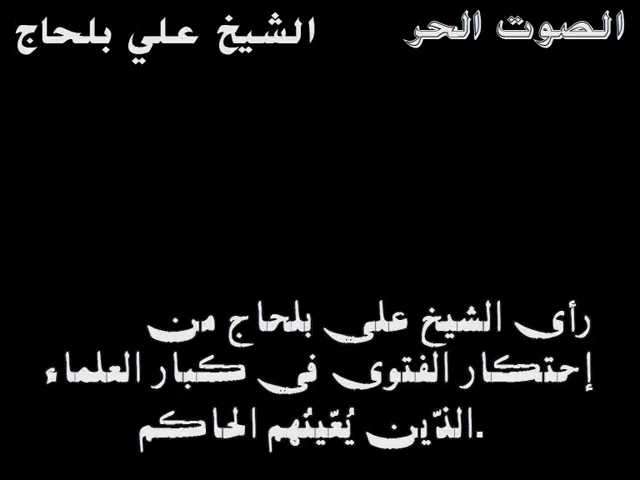 الصوت الحر
الشيخ علي بلحاج
رأى الشيخ على بلحاج من
إحتكار الفتوى فى كبار العلماء
الذّين يُعّينُهم الحاكم.